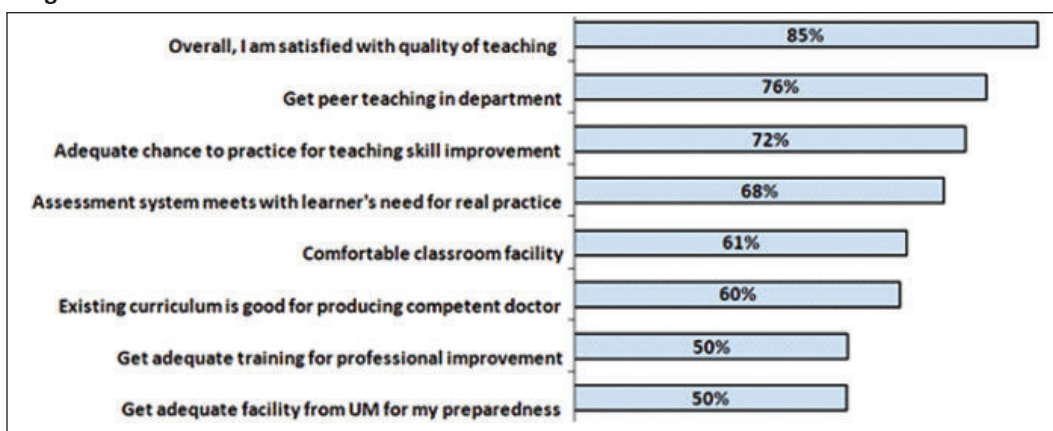 Overall, I am satisfied with quality of teaching 85%
Get peer teaching in department 76%
Adequate chance to practice for teaching skill improvement 72%
Assessment system meets with learner's need for real practice 68%
Comfortable classroom facility 61%
Existing curriculum is good for producing competent doctor 60%
Get adequate training for professional improvement 50%
Get adequate facility from UM for my preparedness 50%